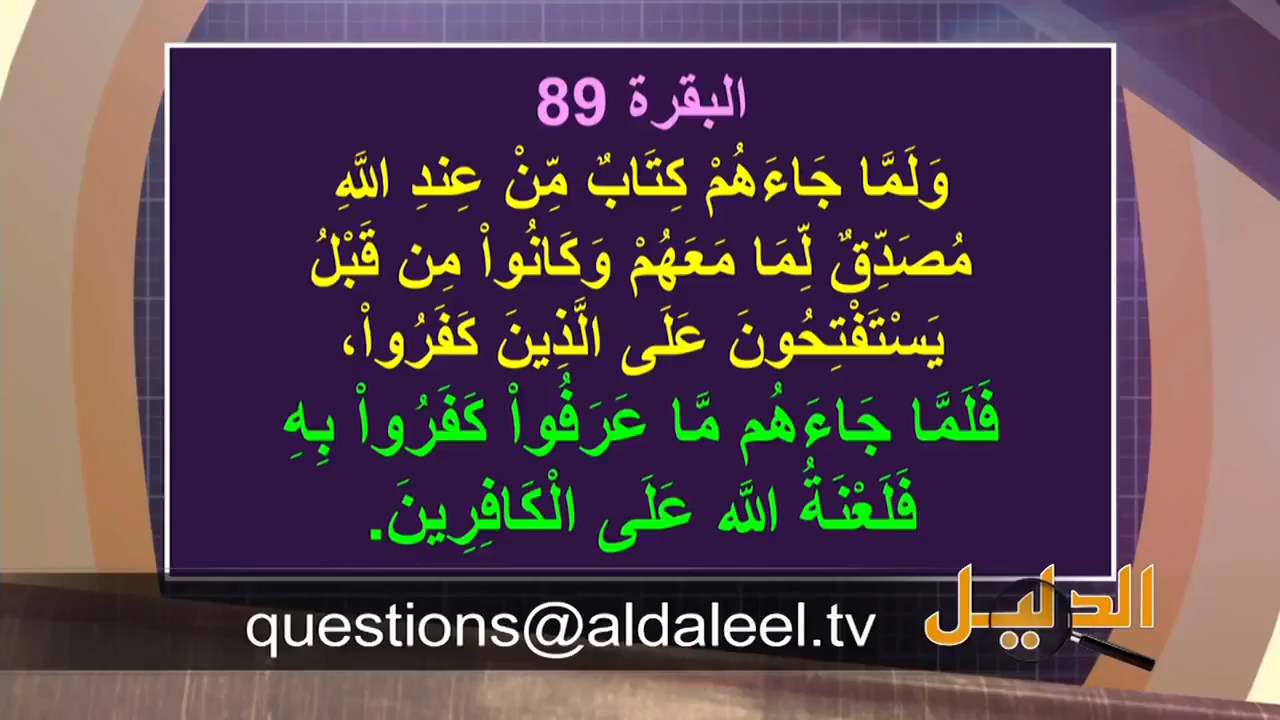 البقرة 89
وَلَمَّا جَاءَهُمْ كِتَابٌ مِّنْ عِندِ اللَّهِ
مُصَدِّقٌ لِّمَا مَعَهُمْ وَكَانُواْ مِن قَبْلُ
يَسْتَفْتِحُونَ عَلَى الَّذِينَ كَفَرُواْ،
فَلَمَّا جَاءَهُم مَّا عَرَفُواْ كَفَرُواْ بِهِ
فَلَعْنَةُ اللَّه عَلَى الْكَافِرِينَ.
الدليل
questions@aldaleel.tv